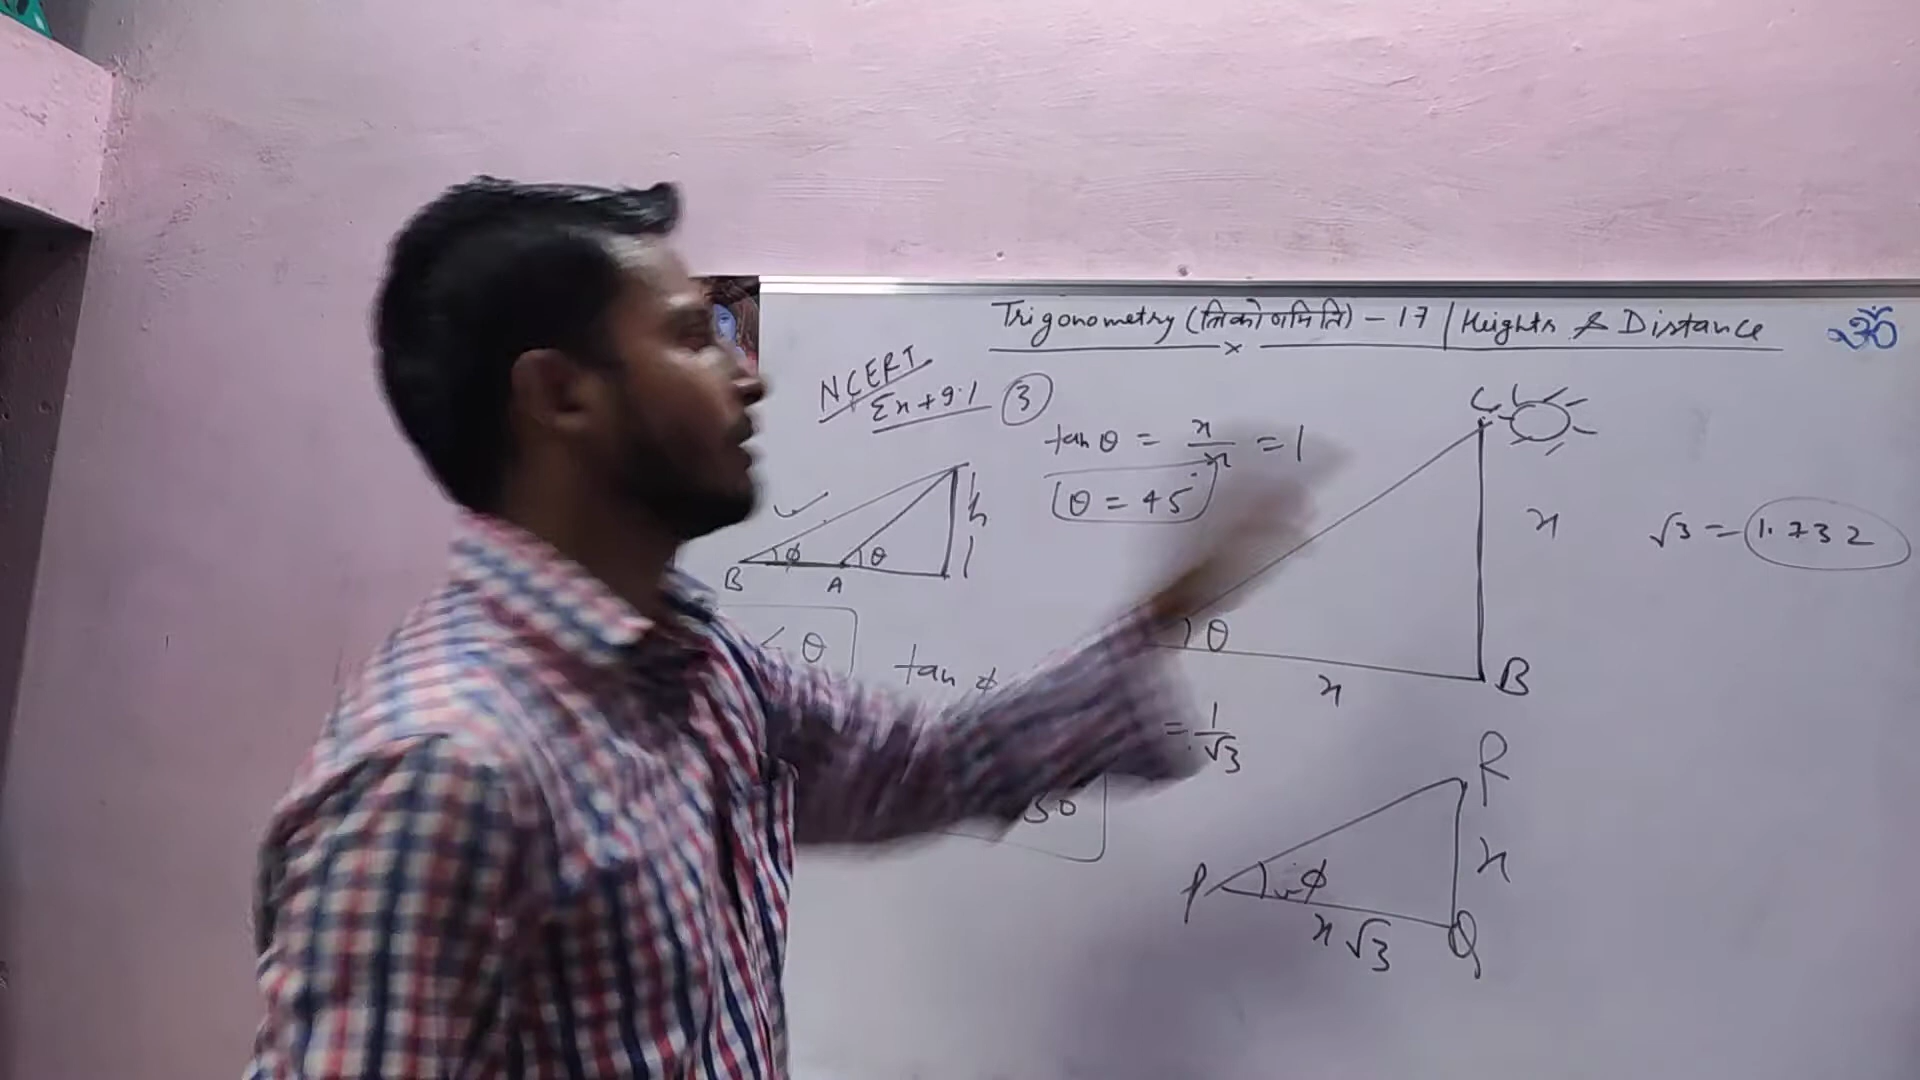 Trigonometry (त्रिकोणमिति) - 17 | Heights & Distance
ॐ
NCERT
Ex + 9.1 ③
tan θ = x/x = 1
θ = 45°
C
h
x
√3 = 1.732
φ θ
B A
< θ
θ
B
x
tan φ
= 1/√3
30
R
x
P φ
x√3 Q